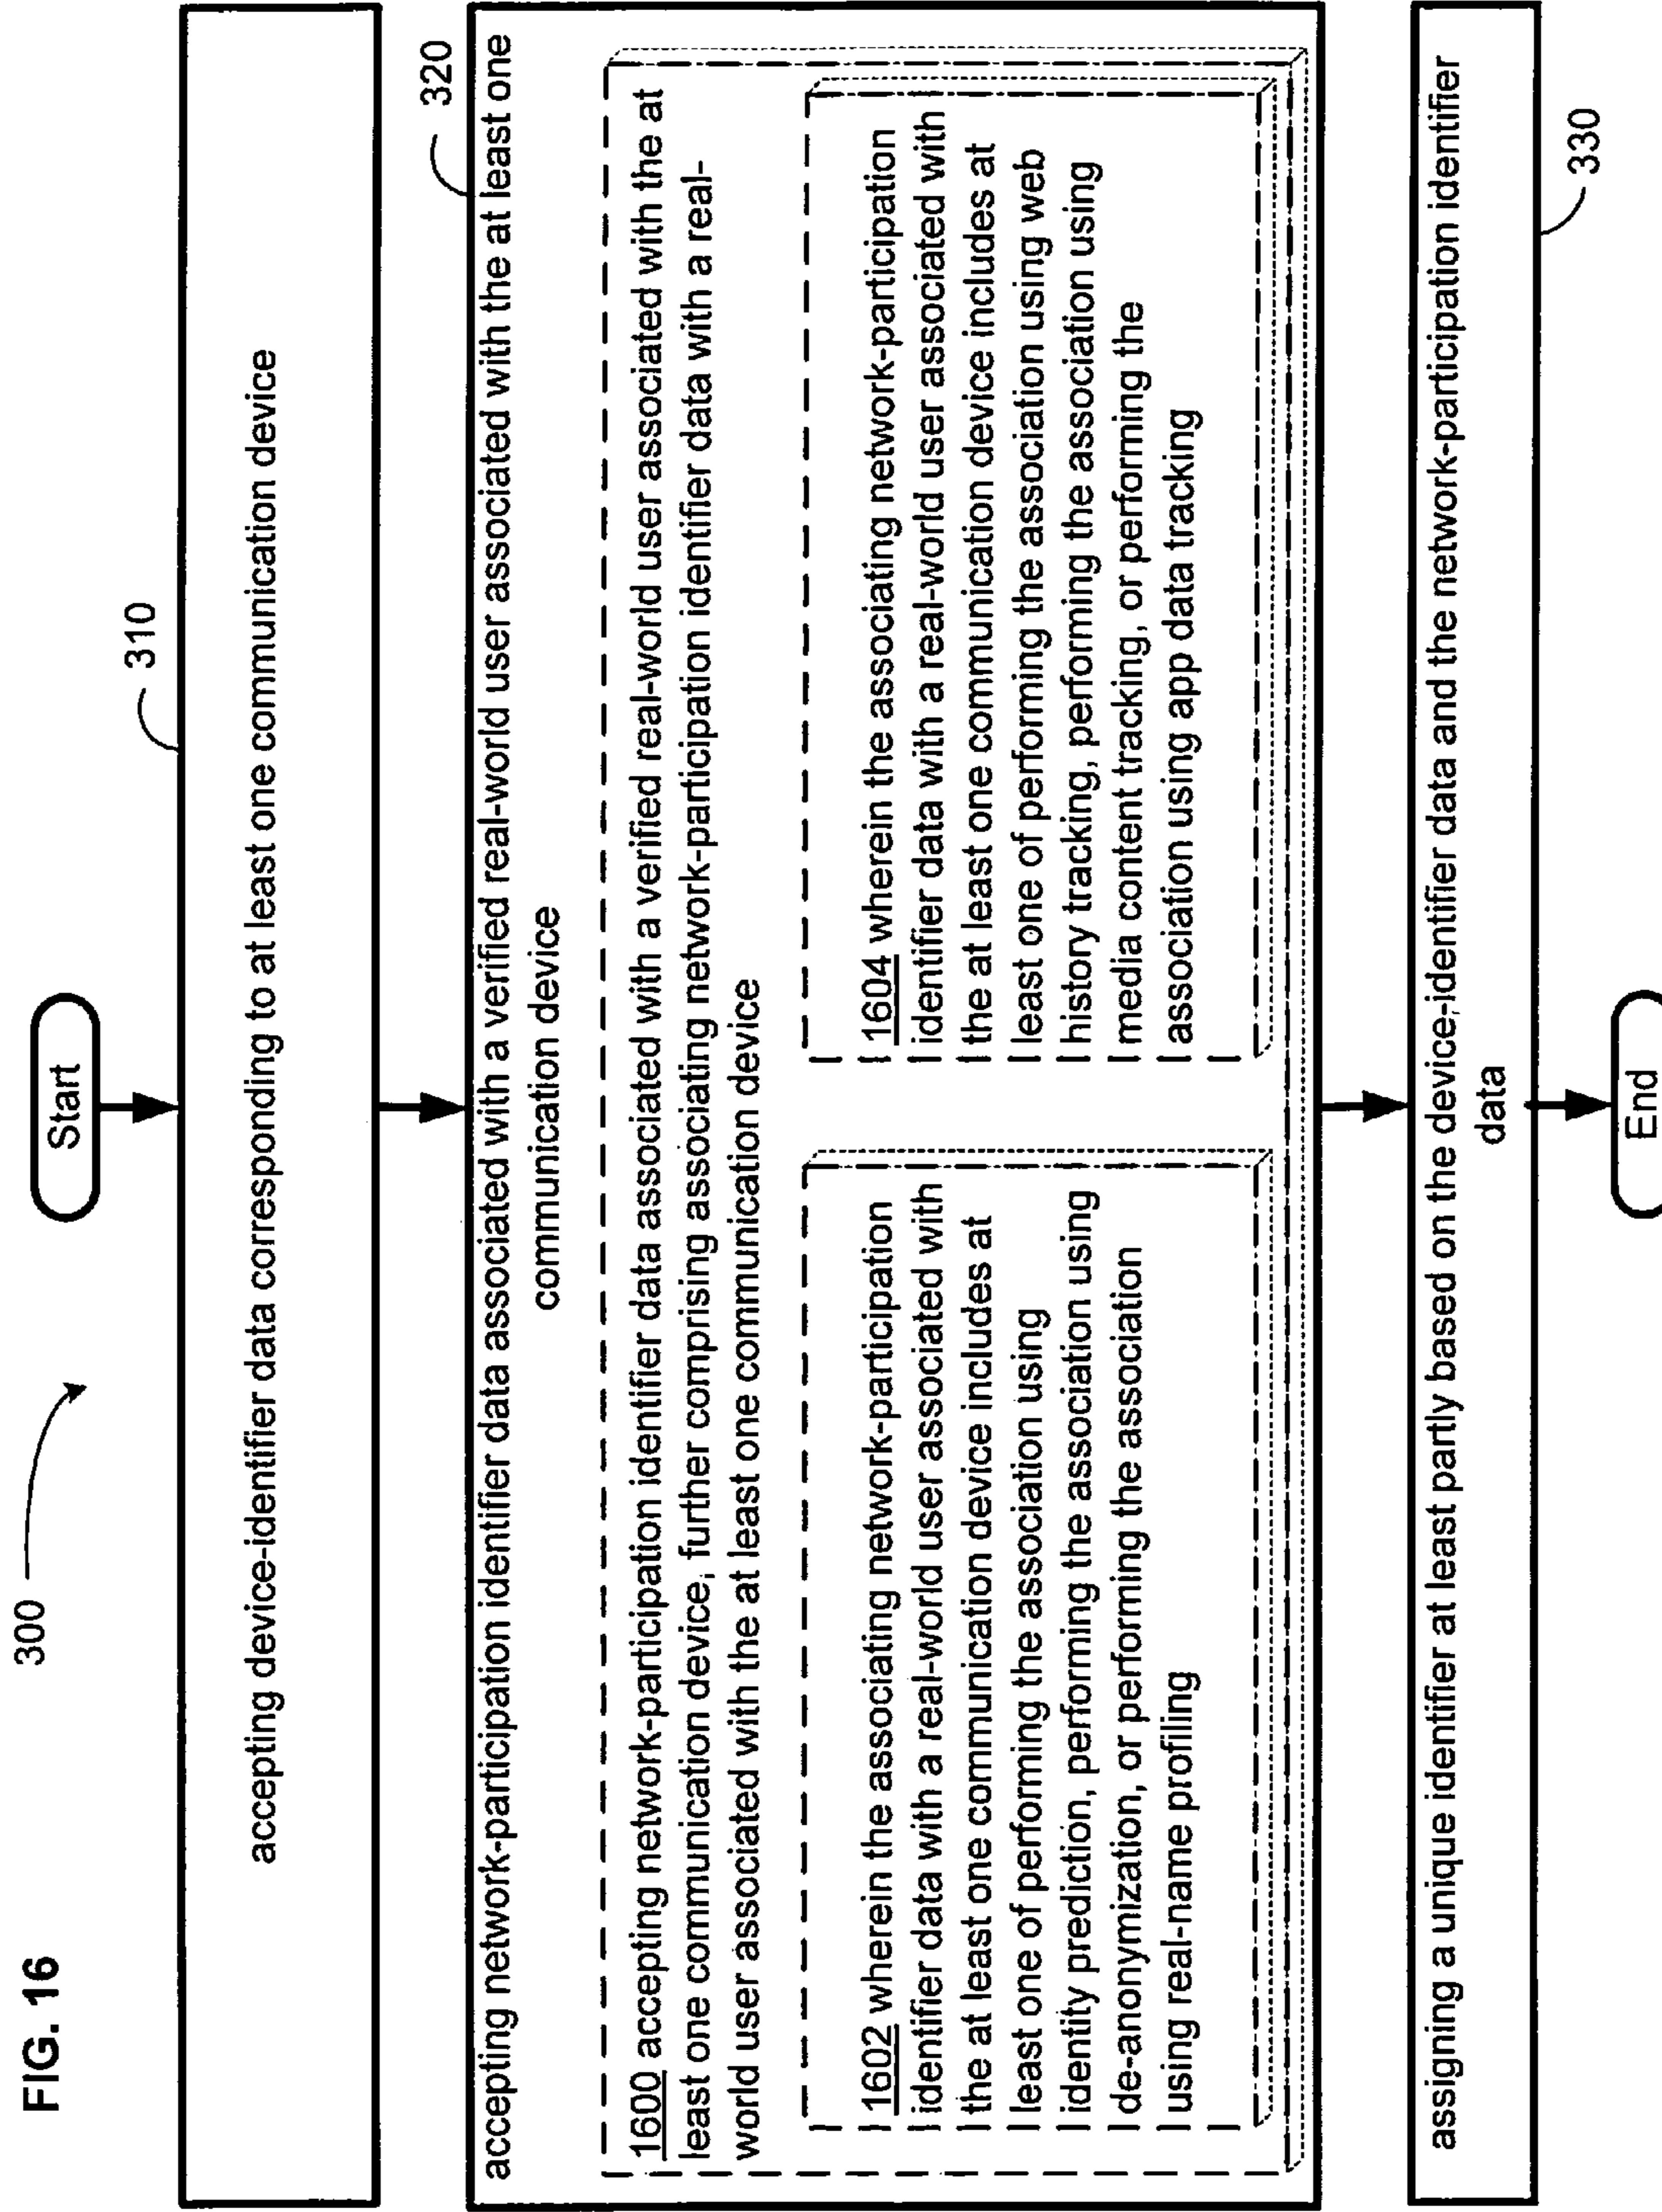 FIG. 16
300
Start
310
accepting device-identifier data corresponding to at least one communication device
320
accepting network-participation identifier data associated with a verified real-world user associated with the at least one
communication device
1600 accepting network-participation identifier data associated with a verified real-world user associated with the at
least one communication device, further comprising associating network-participation identifier data with a real-
world user associated with the at least one communication device
1602 wherein the associating network-participation
identifier data with a real-world user associated with
the at least one communication device includes at
least one of performing the association using
identity prediction, performing the association using
de-anonymization, or performing the association
using real-name profiling
1604 wherein the associating network-participation
identifier data with a real-world user associated with
the at least one communication device includes at
least one of performing the association using web
history tracking, performing the association using
media content tracking, or performing the
association using app data tracking
assigning a unique identifier at least partly based on the device-identifier data and the network-participation identifier
data
330
End